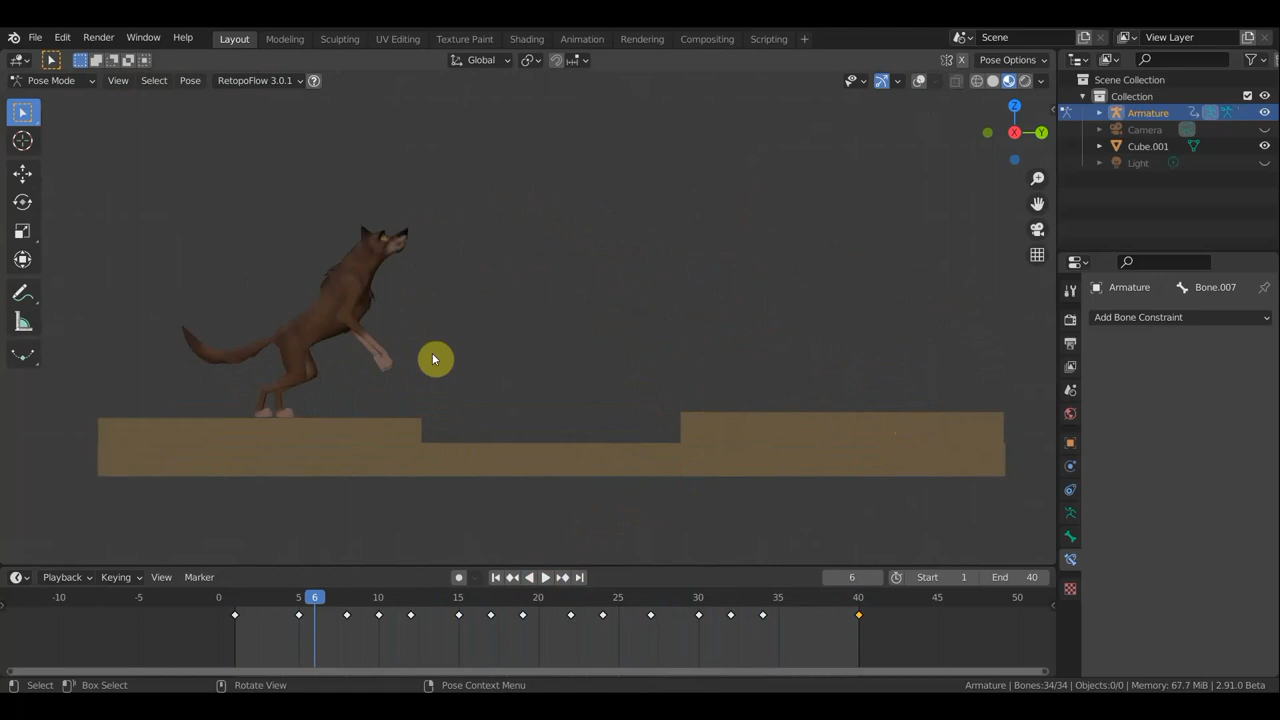 File Edit Render Window Help Layout Modeling Sculpting UV Editing Texture Paint Shading Animation Rendering Compositing Scripting + Scene View Layer
Global X Pose Options
Pose Mode View Select Pose RetopoFlow 3.0.1 ?
Scene Collection
Collection
Armature
Camera
Cube.001
Light
Z
X Y
Armature Bone.007
Add Bone Constraint
Playback Keying View Marker 6 Start 1 End 40
-10 0 5 6 10 15 20 25 30 35 40 45 50
Select Box Select Rotate View Pose Context Menu Armature | Bones:34/34 | Objects:0/0 | Memory: 67.7 MiB | 2.91.0 Beta